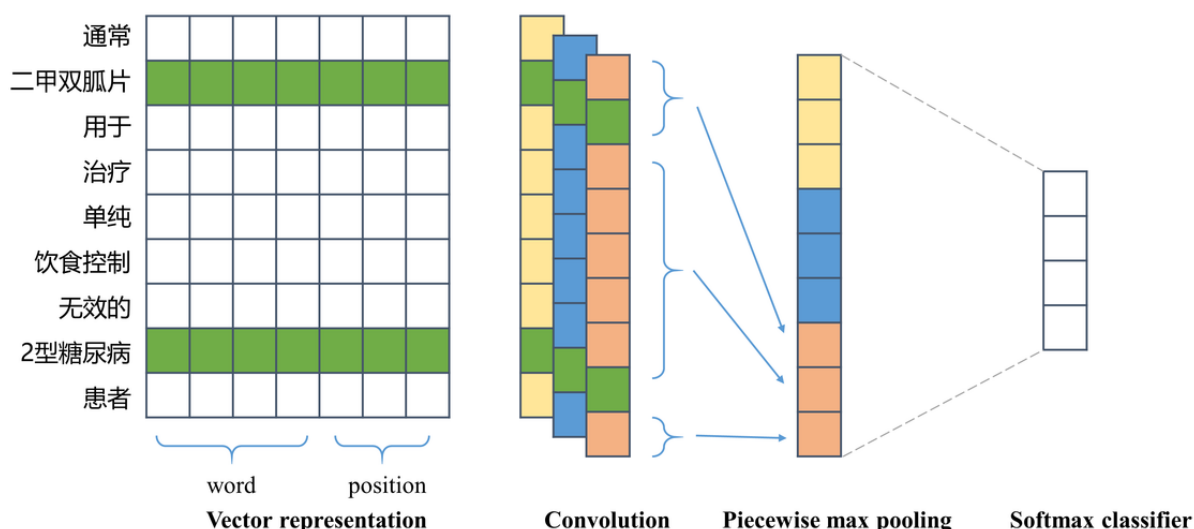 通常
二甲双胍片
用于
治疗
单纯
饮食控制
无效的
2型糖尿病
患者
word position
Vector representation Convolution Piecewise max pooling Softmax classifier